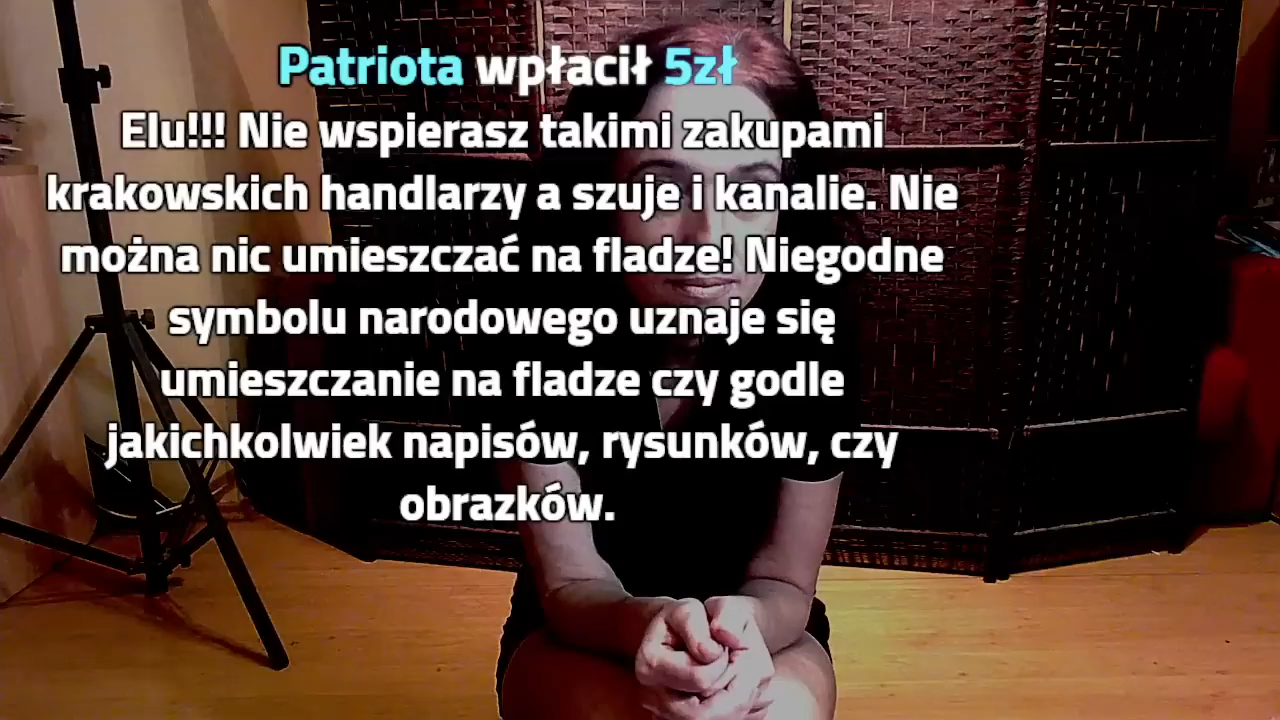 Patriota wpłacił 5zł
Elu!!! Nie wspierasz takimi zakupami
krakowskich handlarzy a szuje i kanalie. Nie
można nic umieszczać na fladze! Niegodne
symbolu narodowego uznaje się
umieszczanie na fladze czy godle
jakichkolwiek napisów, rysunków, czy
obrazków.